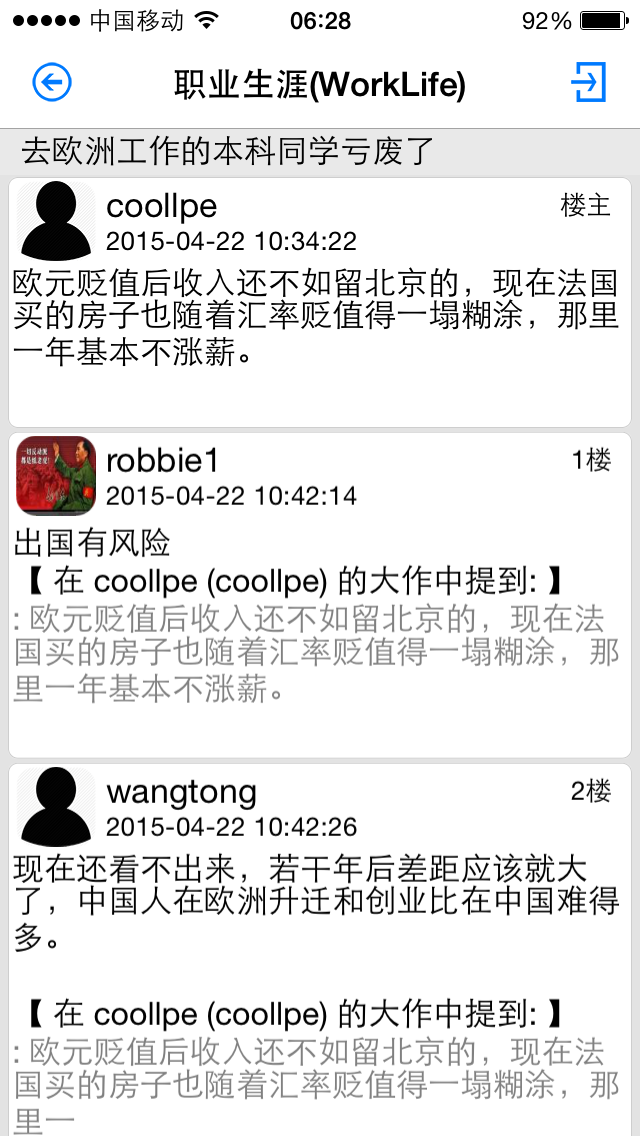 中国移动 06:28 92%
职业生涯(WorkLife)
去欧洲工作的本科同学亏废了
coollpe 楼主
2015-04-22 10:34:22
欧元贬值后收入还不如留北京的，现在法国
买的房子也随着汇率贬值得一塌糊涂，那里
一年基本不涨薪。
一切反动派
都是纸老虎！
robbie1 1楼
2015-04-22 10:42:14
出国有风险
【 在 coollpe (coollpe) 的大作中提到: 】
: 欧元贬值后收入还不如留北京的，现在法
国买的房子也随着汇率贬值得一塌糊涂，那
里一年基本不涨薪。
wangtong 2楼
2015-04-22 10:42:26
现在还看不出来，若干年后差距应该就大
了，中国人在欧洲升迁和创业比在中国难得
多。
【 在 coollpe (coollpe) 的大作中提到: 】
: 欧元贬值后收入还不如留北京的，现在法
国买的房子也随着汇率贬值得一塌糊涂，那
里一